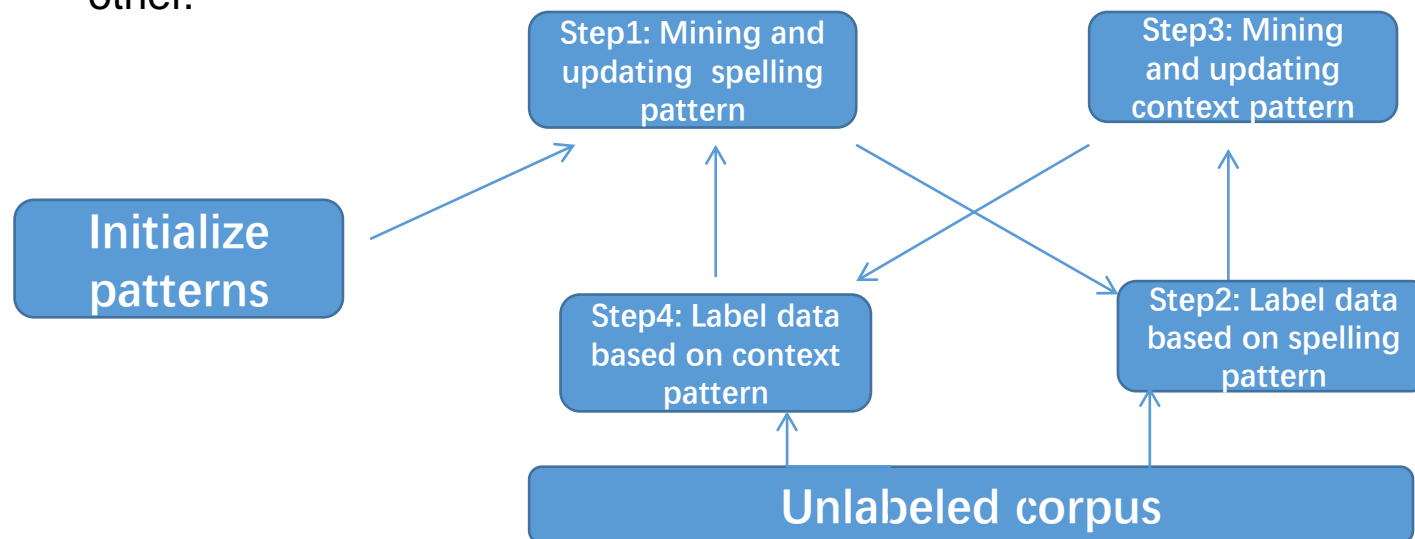 other.
Step1: Mining and
updating spelling
pattern
Step3: Mining
and updating
context pattern
Initialize
patterns
Step4: Label data
based on context
pattern
Step2: Label data
based on spelling
pattern
Unlabeled corpus